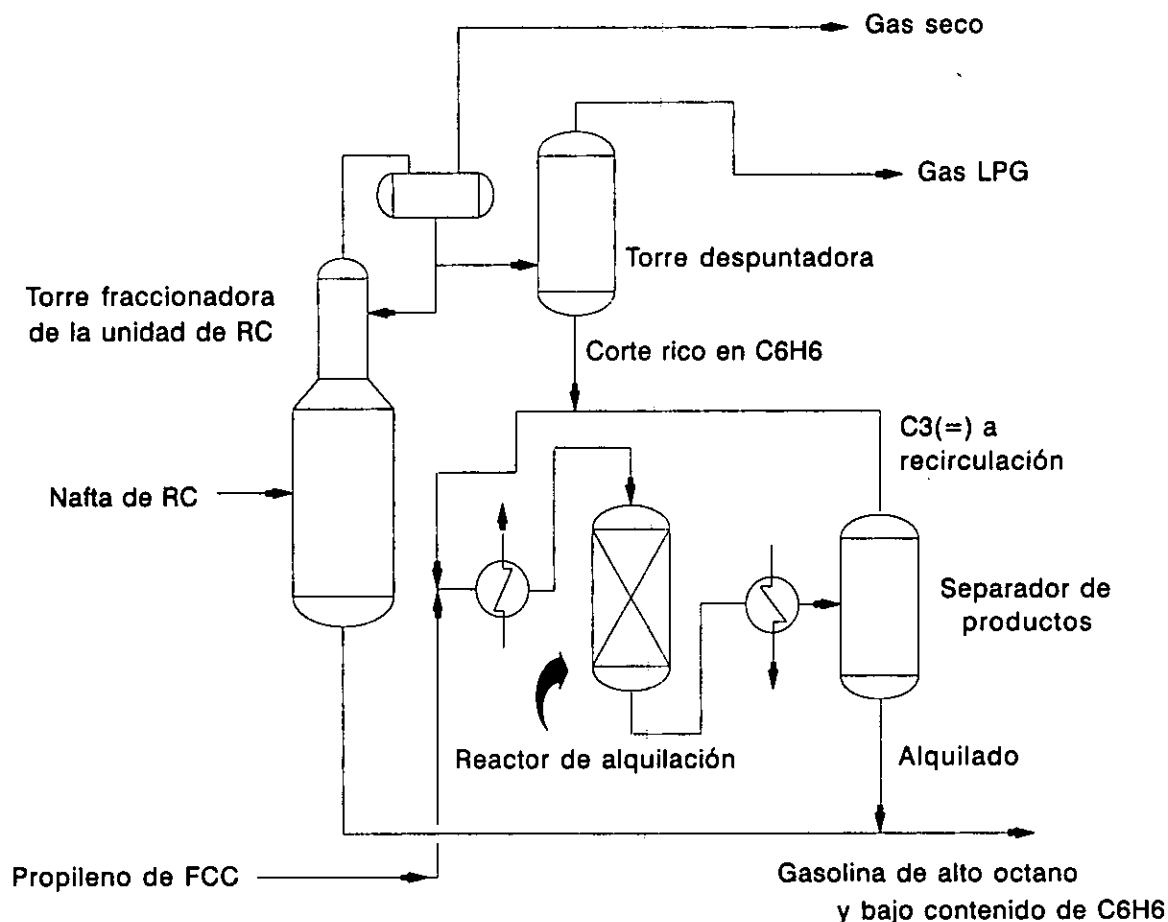 Gas seco
Gas LPG
Torre despuntadora
Torre fraccionadora
de la unidad de RC
Corte rico en C6H6
C3(=) a
recirculación
Nafta de RC
Separador de
productos
Reactor de alquilación
Alquilado
Propileno de FCC
Gasolina de alto octano
y bajo contenido de C6H6